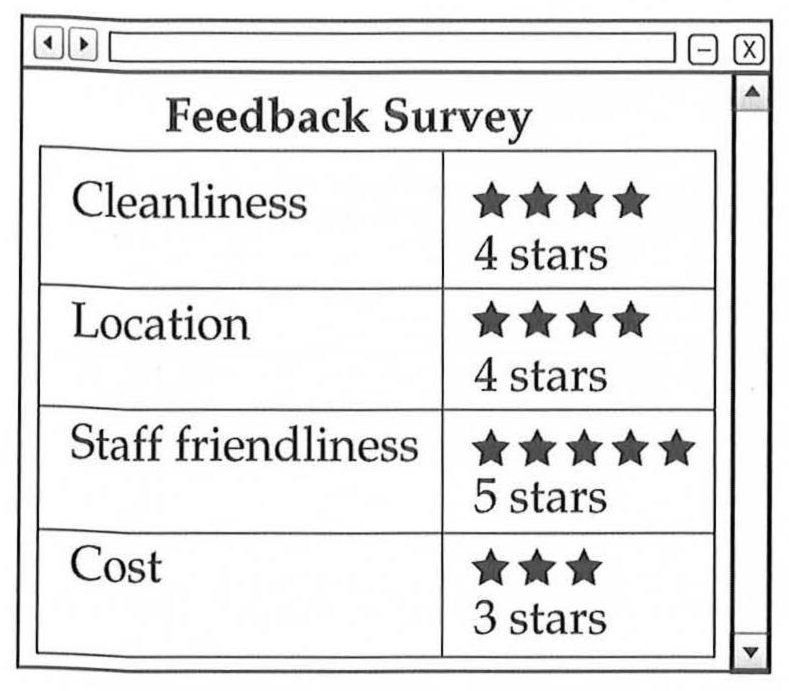 Feedback Survey
Cleanliness
4 stars
Location
4 stars
Staff friendliness
5 stars
Cost
3 stars